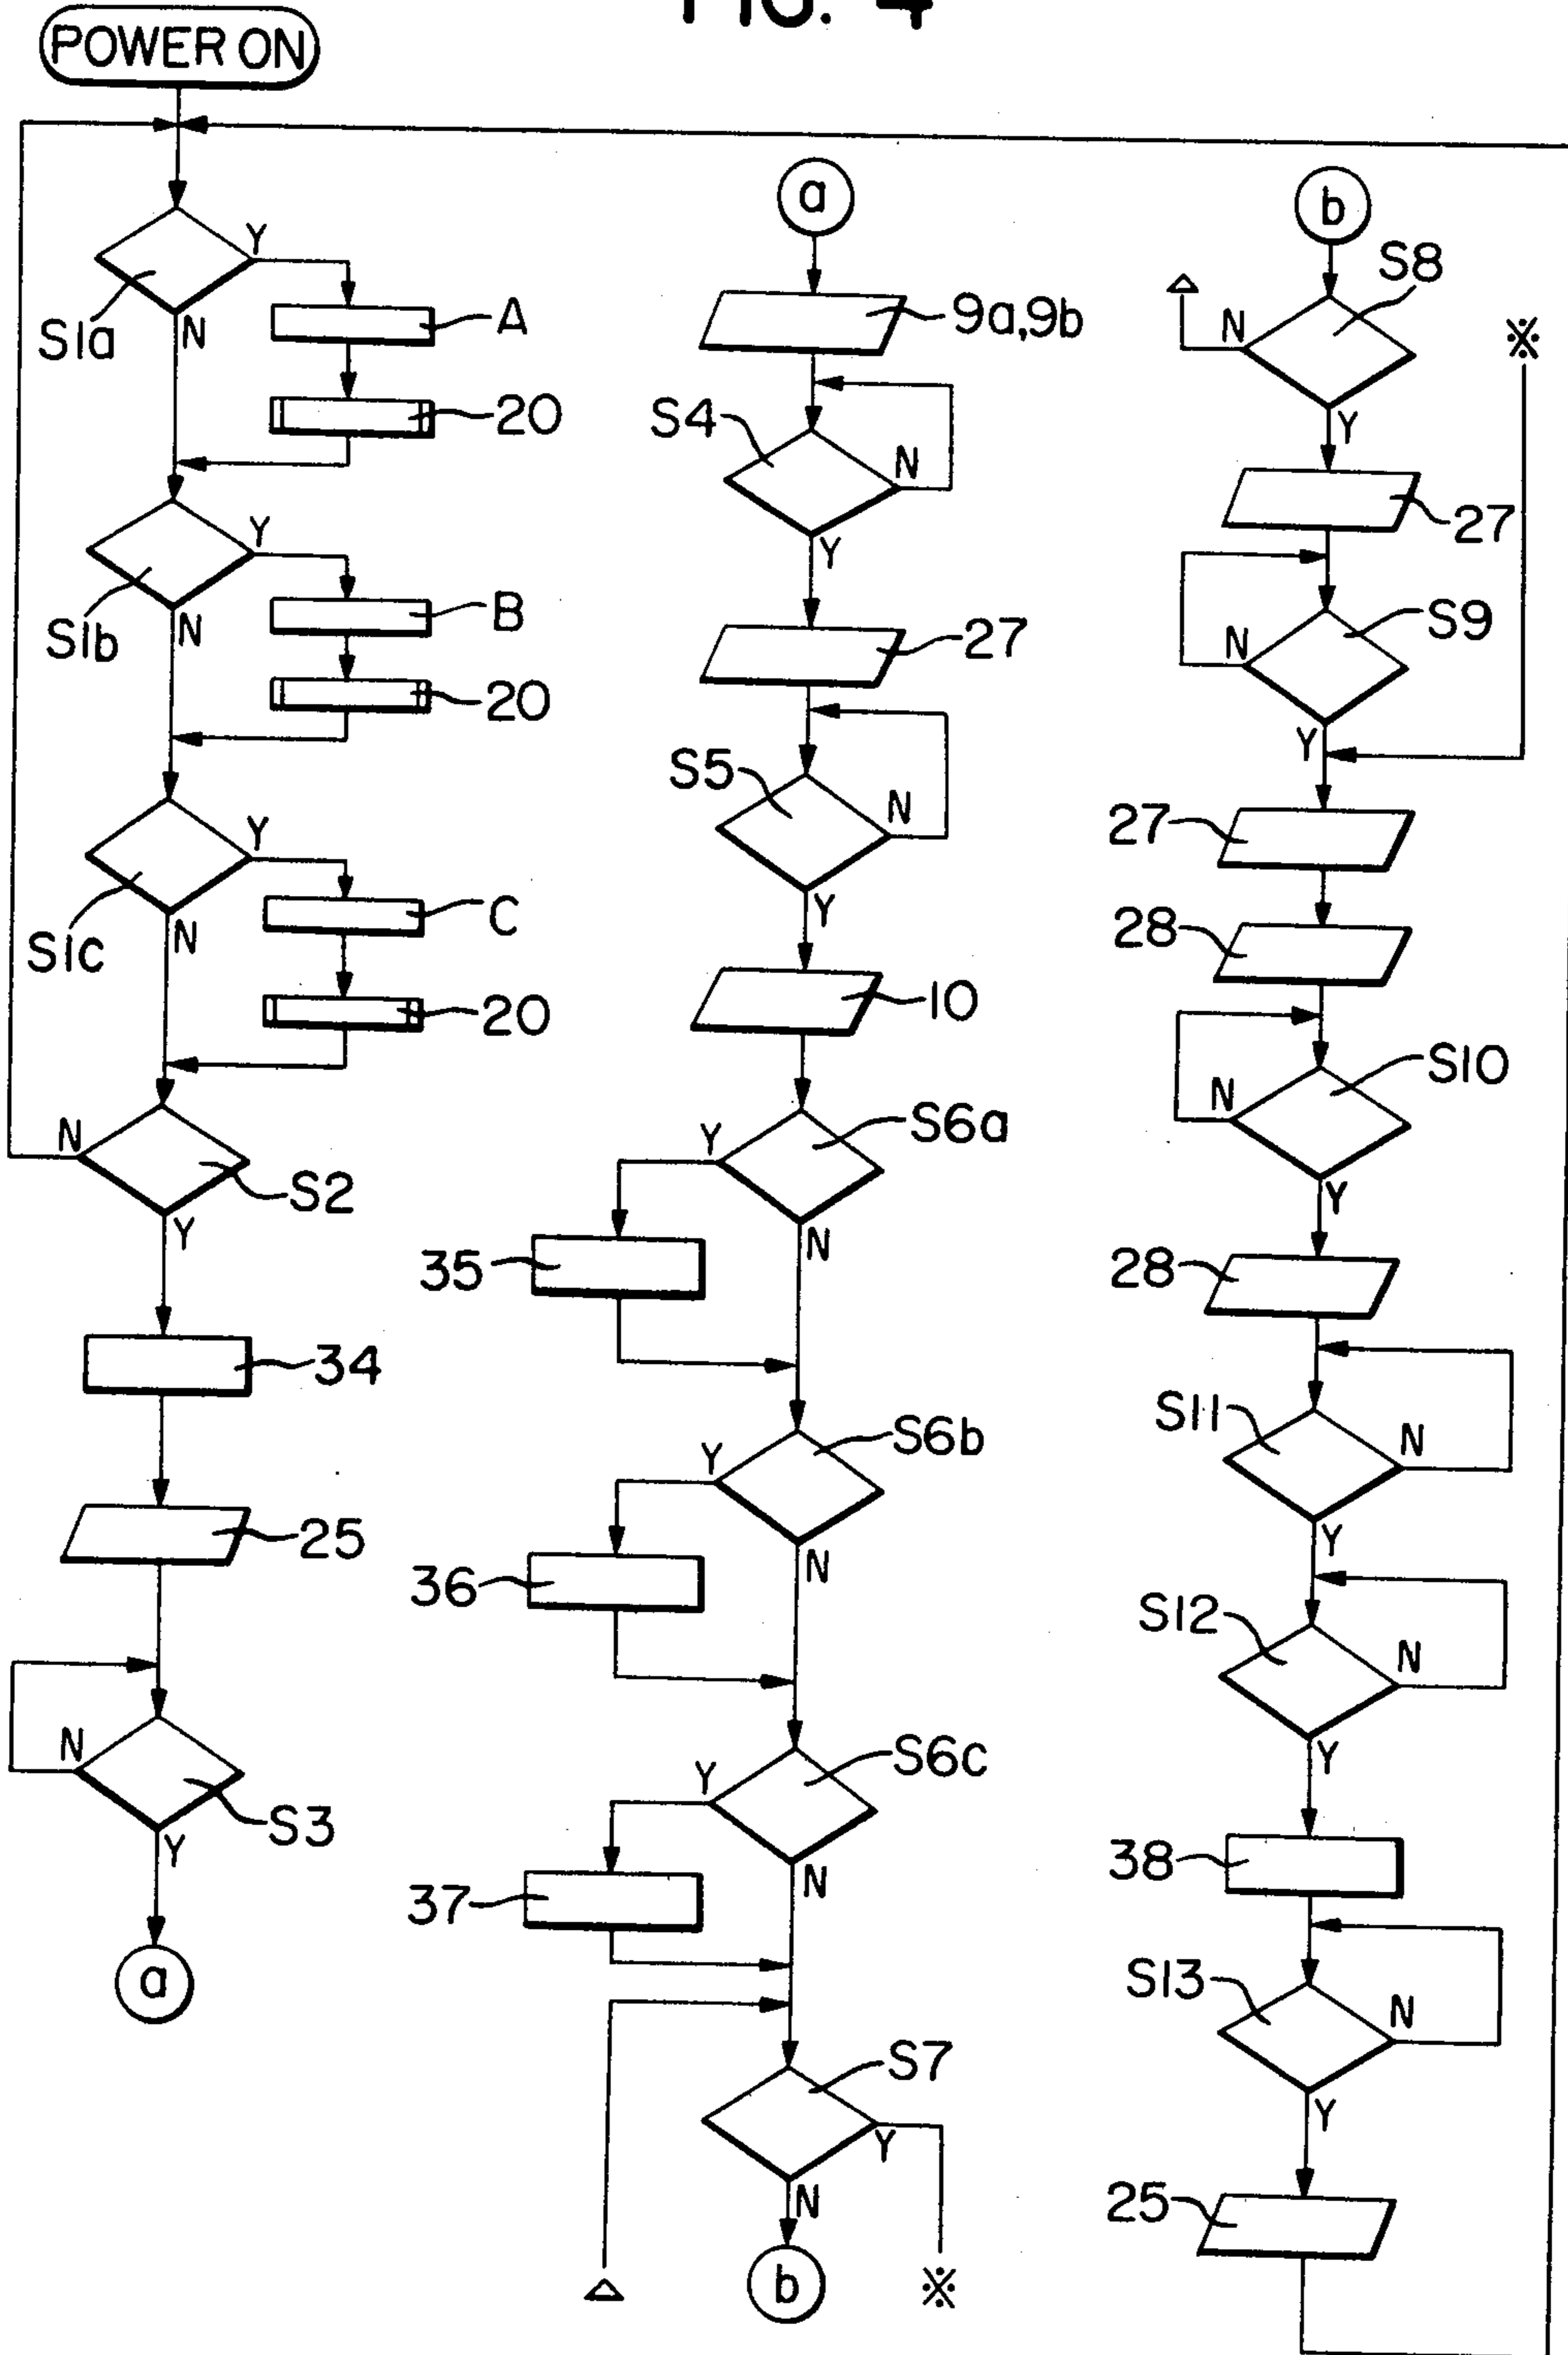 FIG. 4
POWER ON
Y
S1a
N
A
20
Y
S1b
N
B
20
Y
S1c
N
C
20
N
S2
Y
34
25
N
S3
Y
a
a
9a,9b
S4
N
Y
27
S5
N
Y
10
Y
S6a
N
35
Y
S6b
N
36
Y
S6c
N
37
S7
Y
N
△
b
※
b
△
N
S8
※
Y
27
N
S9
Y
27
28
N
S10
Y
28
S11
N
Y
S12
N
Y
38
S13
N
Y
25